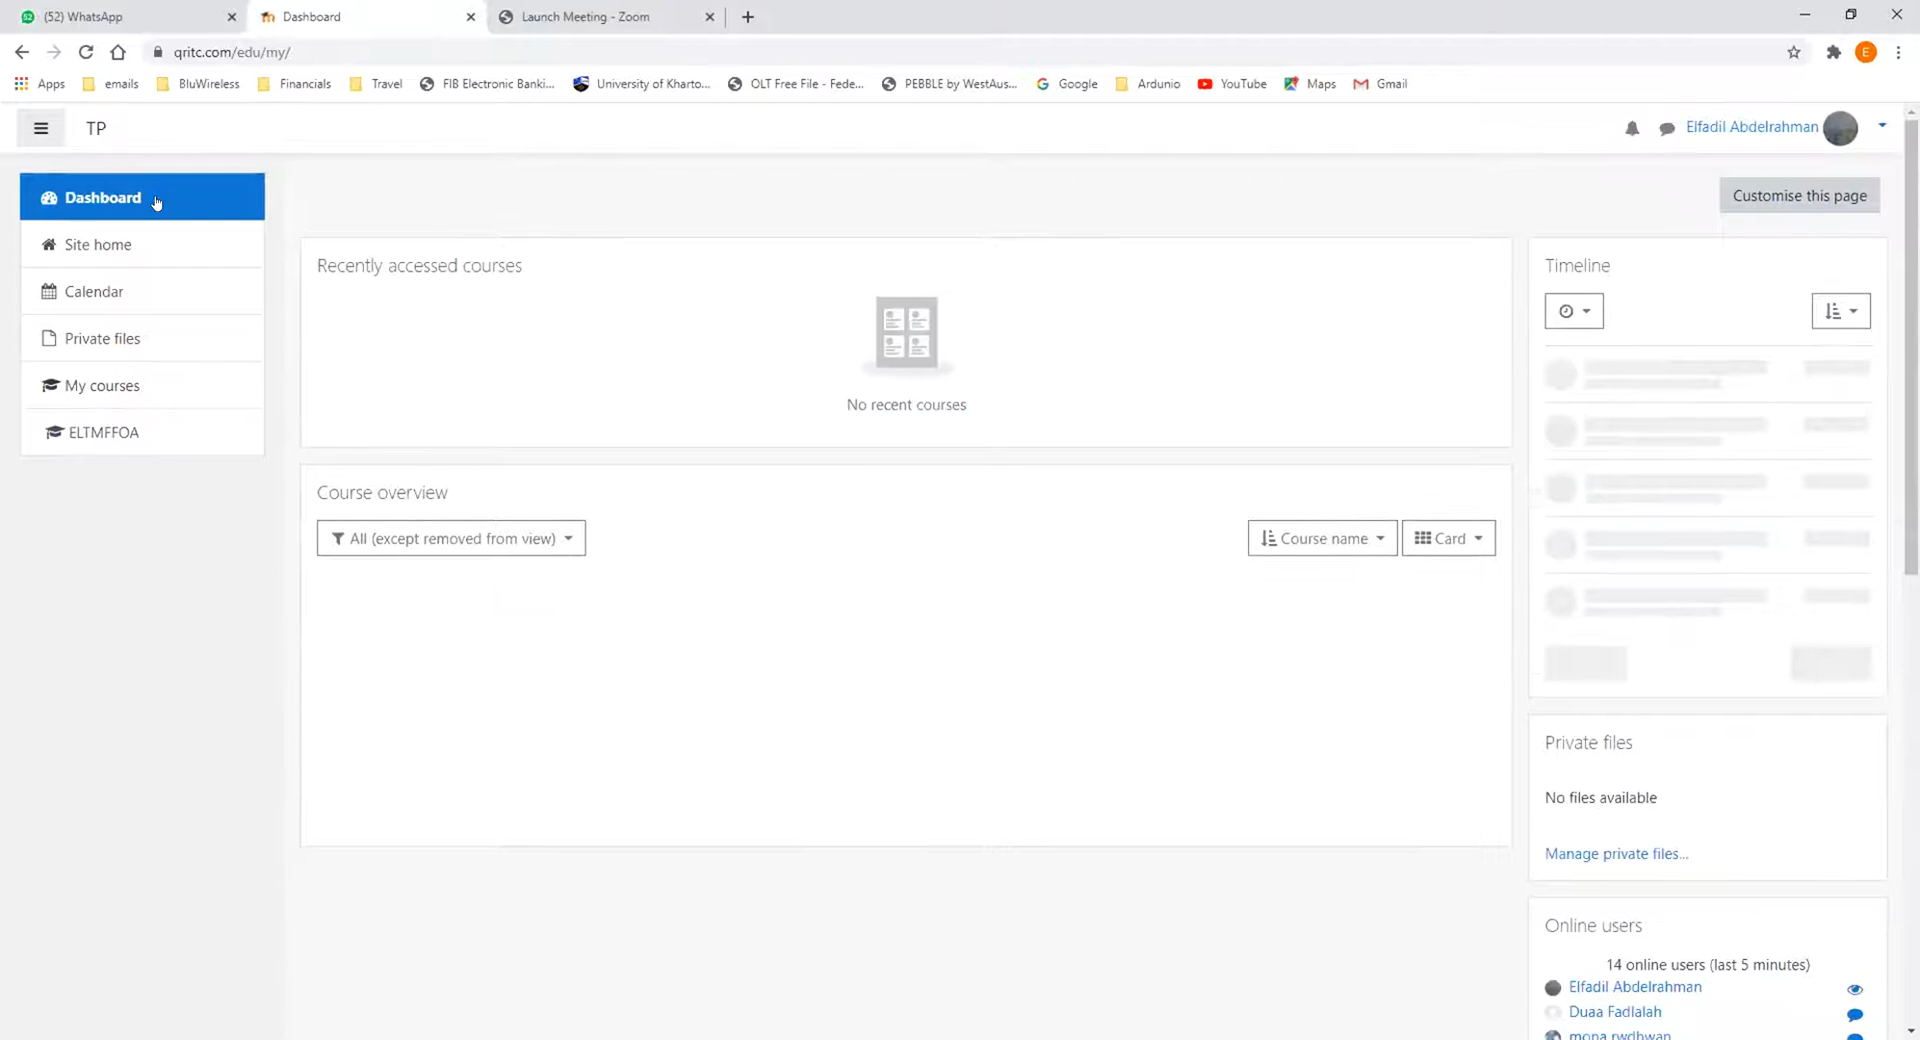 (52) WhatsApp
Dashboard
Launch Meeting - Zoom
qritc.com/edu/my/
E
Apps
emails
BluWireless
Financials
Travel
FIB Electronic Banki...
University of Kharto...
OLT Free File - Fede...
PEBBLE by WestAus...
Google
Ardunio
YouTube
Maps
Gmail
TP
Elfadil Abdelrahman
Dashboard
Site home
Calendar
Private files
My courses
ELTMFFOA
Customise this page
Recently accessed courses
No recent courses
Course overview
All (except removed from view)
Course name
Card
Timeline
Private files
No files available
Manage private files...
Online users
14 online users (last 5 minutes)
Elfadil Abdelrahman
Duaa Fadlalah
mona rwdhwan